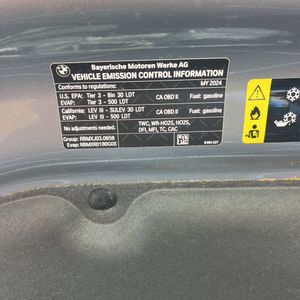 Bayerische Motoren Werke AG
VEHICLE EMISSION CONTROL INFORMATION
Conforms to regulations: MY 2024
U.S. EPA: Tier 3 - Bin 30 LDT CA OBD II Fuel: gasoline
EVAP: Tier 3 - 500 LDT
California: LEV III - SULEV 30 LDT CA OBD II Fuel: gasoline
EVAP: LEV III - 500 LDT
No adjustments needed.
TWC, WR-HO2S, HO2S,
DFI, MFI, TC, CAC
Group: RBMXJ03.0B58
Evap: RBMXR0180G0X